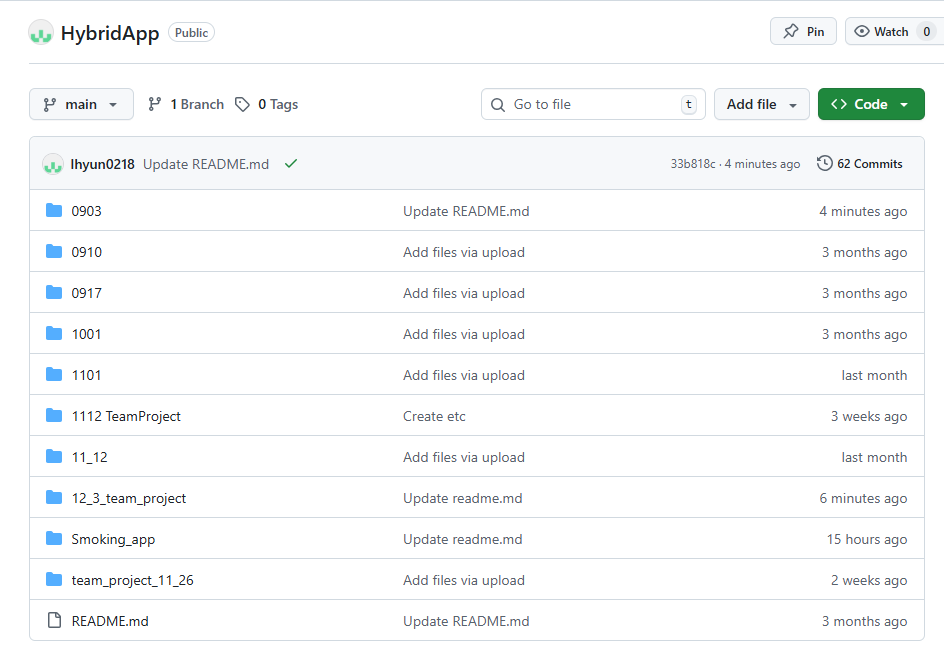 HybridApp Public Pin Watch 0
main 1 Branch 0 Tags Go to file t Add file Code
lhyun0218 Update README.md 33b818c · 4 minutes ago 62 Commits
0903 Update README.md 4 minutes ago
0910 Add files via upload 3 months ago
0917 Add files via upload 3 months ago
1001 Add files via upload 3 months ago
1101 Add files via upload last month
1112 TeamProject Create etc 3 weeks ago
11_12 Add files via upload last month
12_3_team_project Update readme.md 6 minutes ago
Smoking_app Update readme.md 15 hours ago
team_project_11_26 Add files via upload 2 weeks ago
README.md Update README.md 3 months ago